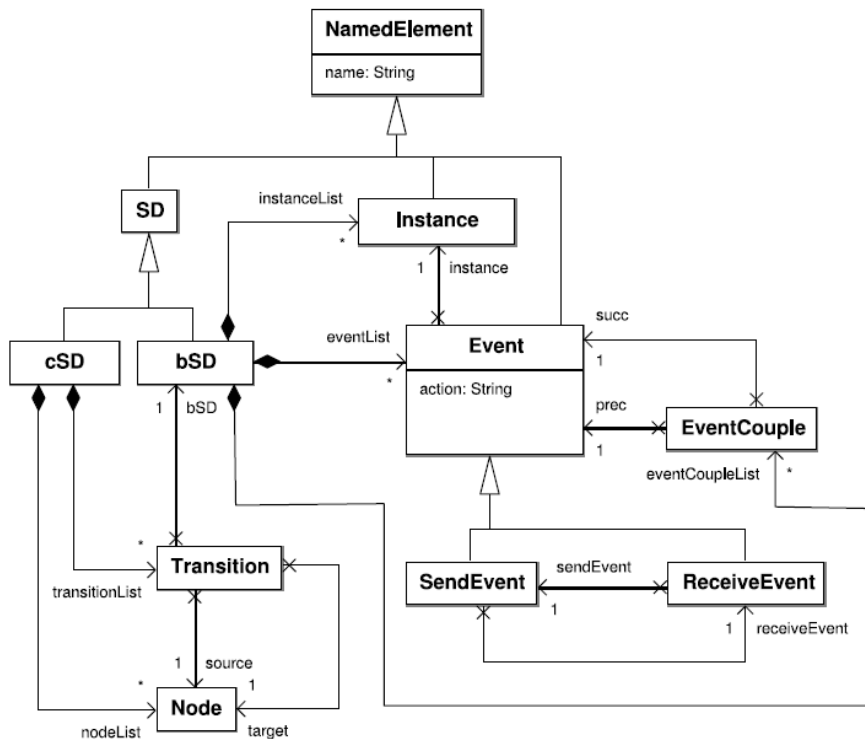 NamedElement
name: String
SD
instanceList
*
Instance
1
instance
cSD
bSD
eventList
*
Event
action: String
succ
1
prec
1
EventCouple
eventCoupleList
*
1
bSD
*
Transition
transitionList
SendEvent
sendEvent
1
ReceiveEvent
1
receiveEvent
1
source
1
*
Node
nodeList
target